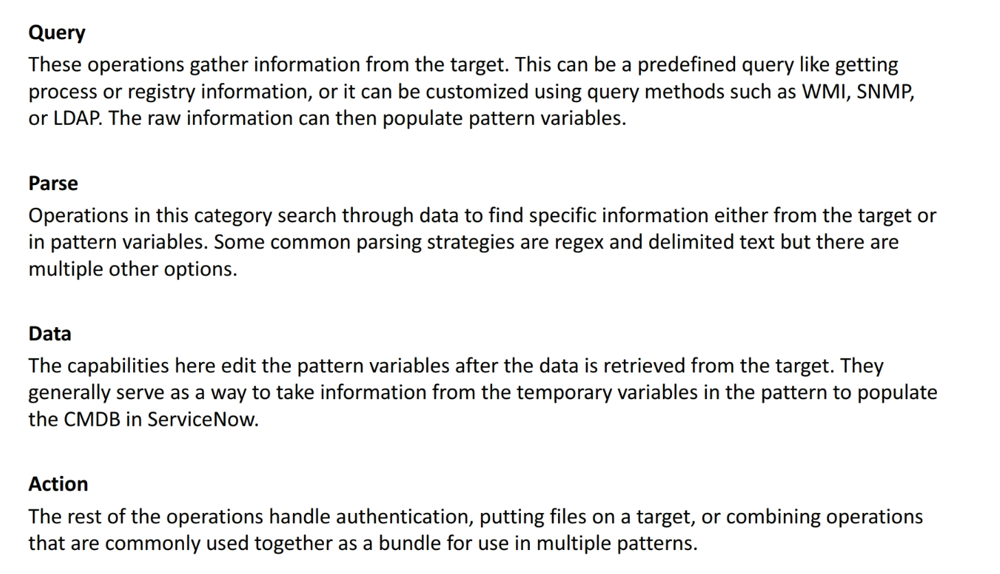 Query
These operations gather information from the target. This can be a predefined query like getting
process or registry information, or it can be customized using query methods such as WMI, SNMP,
or LDAP. The raw information can then populate pattern variables.
Parse
Operations in this category search through data to find specific information either from the target or
in pattern variables. Some common parsing strategies are regex and delimited text but there are
multiple other options.
Data
The capabilities here edit the pattern variables after the data is retrieved from the target. They
generally serve as a way to take information from the temporary variables in the pattern to populate
the CMDB in ServiceNow.
Action
The rest of the operations handle authentication, putting files on a target, or combining operations
that are commonly used together as a bundle for use in multiple patterns.